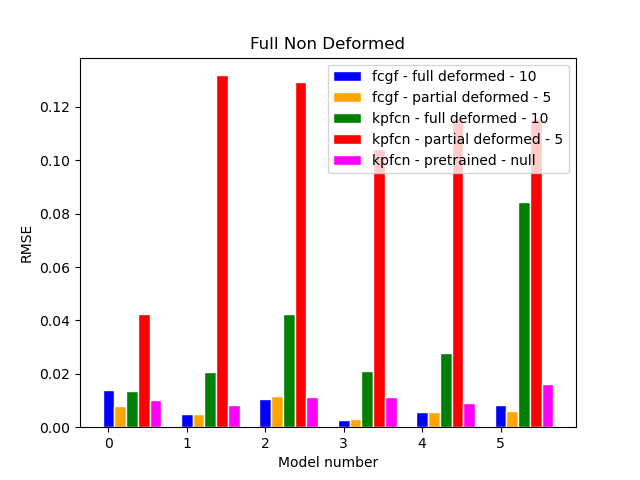 Full Non Deformed
fcgf - full deformed - 10
fcgf - partial deformed - 5
kpfcn - full deformed - 10
kpfcn - partial deformed - 5
kpfcn - pretrained - null
0.12
0.10
0.08
0.06
0.04
0.02
0.00
RMSE
0 1 2 3 4 5
Model number